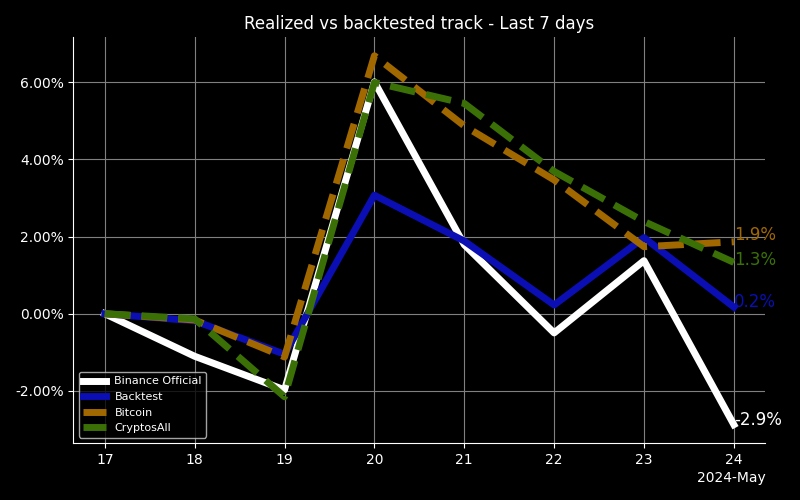 Realized vs backtested track - Last 7 days
6.00%
4.00%
2.00%
0.00%
-2.00%
1.9%
1.3%
0.2%
-2.9%
Binance Official
Backtest
Bitcoin
CryptosAll
17 18 19 20 21 22 23 24
2024-May